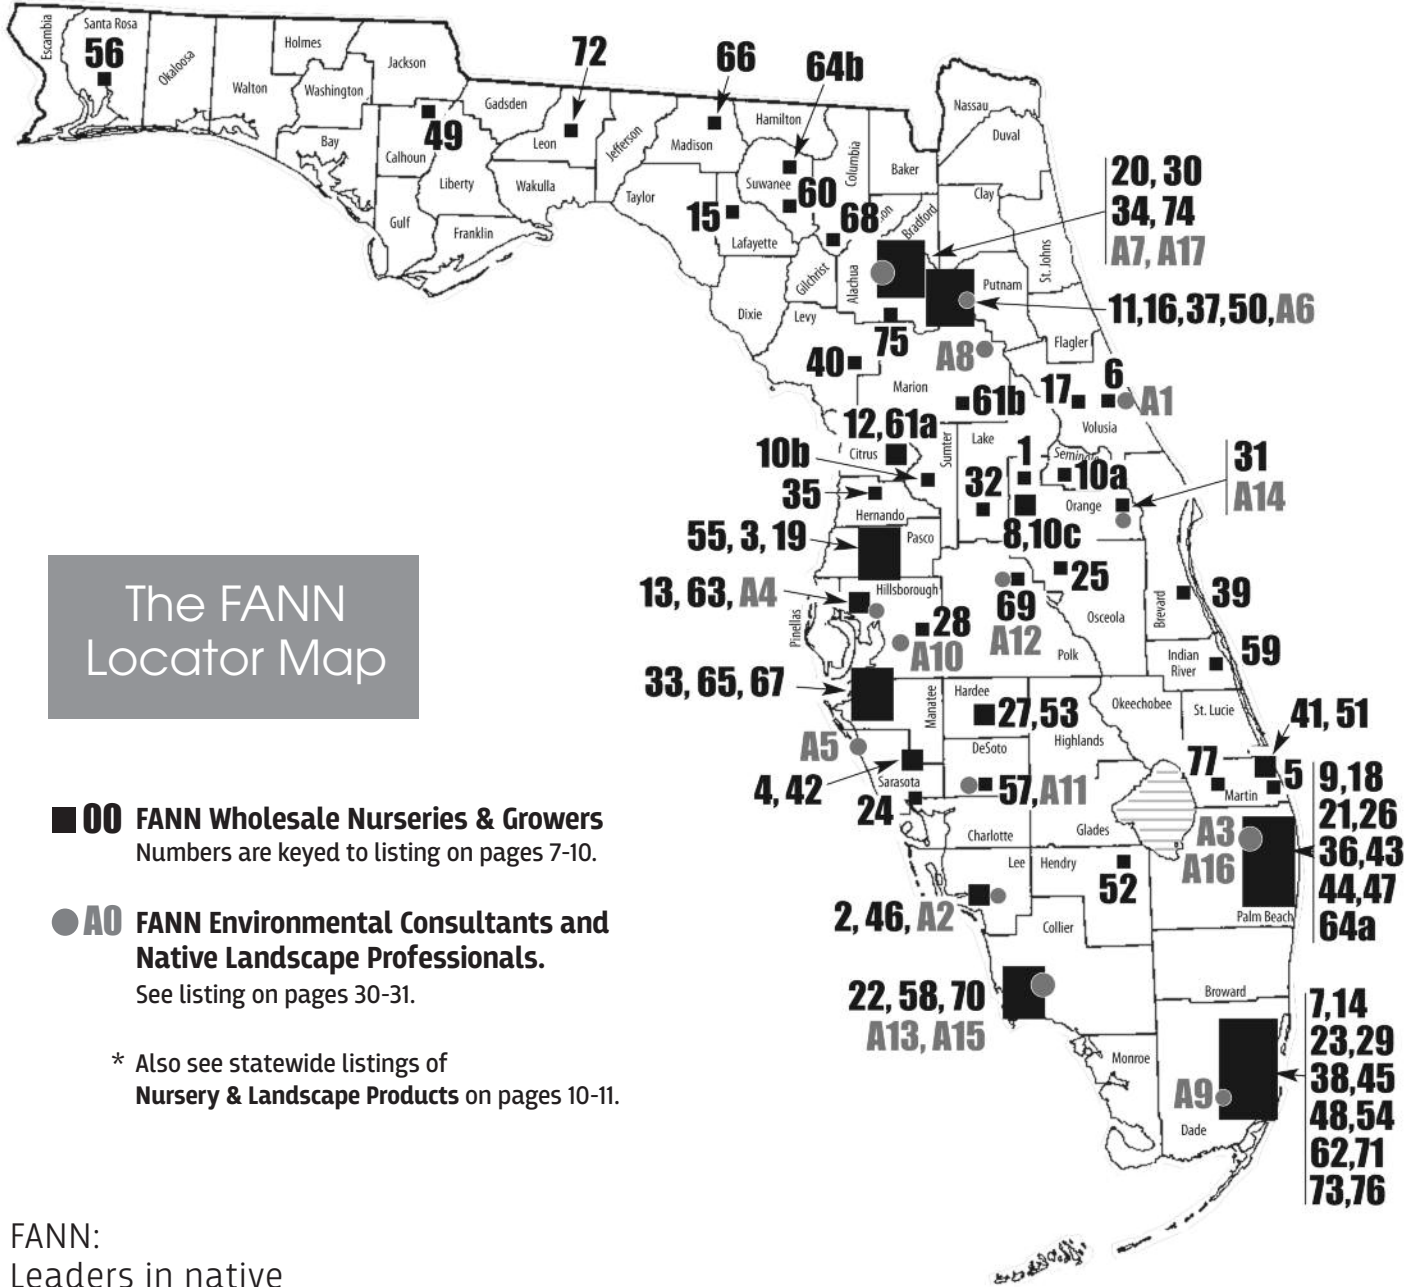 Escambia
Santa Rosa
56
Okaloosa
Holmes
Walton
Washington
Jackson
Bay
49
Calhoun
Gulf
Liberty
Franklin
Gadsden
72
Leon
Wakulla
Jefferson
66
Madison
Taylor
64b
Hamilton
Suwanee
60
15
Lafayette
68
Columbia
Baker
Nassau
Duval
Clay
Bradford
St. Johns
20, 30
34, 74
A7, A17
Gilchrist
Alachua
Putnam
11,16,37,50,A6
Dixie
Levy
75
A8
Flagler
40
Marion
61b
17
6
A1
Volusia
12,61a
Citrus
Sumter
Lake
10b
35
Hernando
32
1
10a
Orange
8,10c
31
A14
55, 3, 19
Pasco
13, 63, A4
Hillsborough
Pinellas
28
A10
69
A12
25
Osceola
Polk
Brevard
39
Indian
River
59
33, 65, 67
Manatee
Hardee
27,53
Okeechobee
St. Lucie
41, 51
A5
DeSoto
Highlands
4, 42
Sarasota
24
57,A11
77
5
Martin
Charlotte
Glades
A3
A16
Palm Beach
9,18
21,26
36,43
44,47
64a
Lee
Hendry
52
2, 46, A2
Collier
22, 58, 70
A13, A15
Broward
Monroe
A9
Dade
7,14
23,29
38,45
48,54
62,71
73,76
The FANN
Locator Map
00 FANN Wholesale Nurseries & Growers
Numbers are keyed to listing on pages 7-10.
A0 FANN Environmental Consultants and
Native Landscape Professionals.
See listing on pages 30-31.
* Also see statewide listings of
Nursery & Landscape Products on pages 10-11.
FANN:
Leaders in native